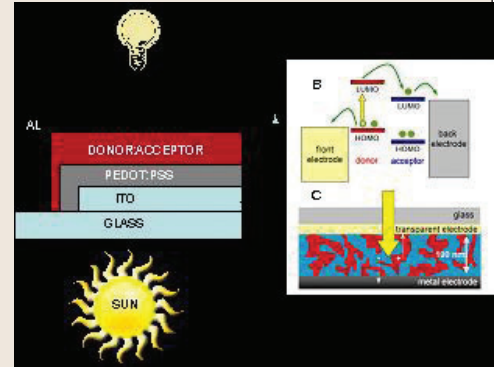 AL
DONOR:ACCEPTOR
PEDOT:PSS
ITO
GLASS
SUN
B
LUMO
LUMO
HOMO
HOMO
front
electrode
donor
acceptor
back
electrode
C
glass
transparent electrode
100 nm
metal electrode